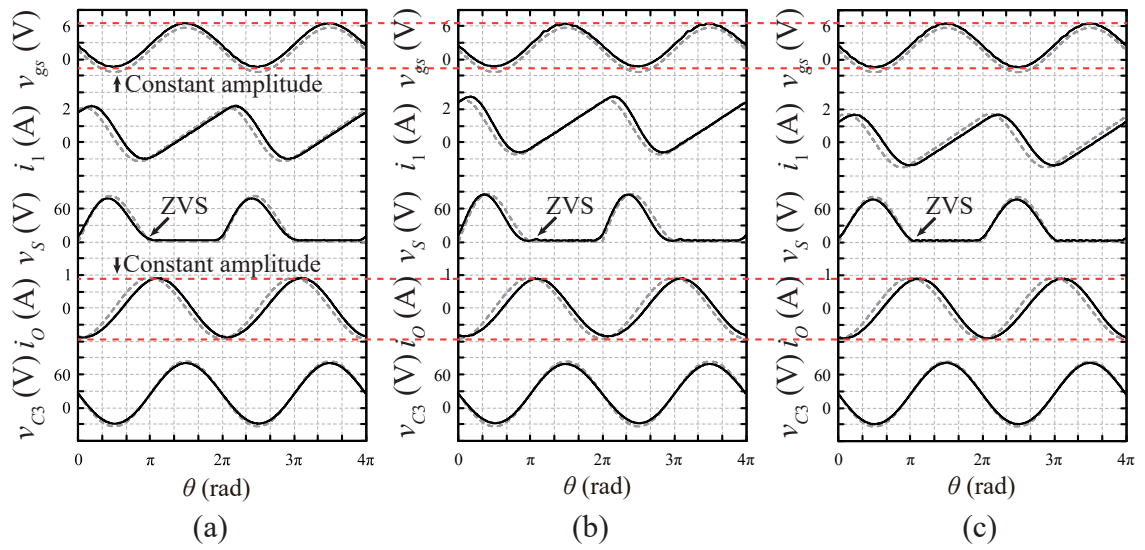 v_gs (V)
6
0
Constant amplitude
i_1 (A)
2
0
v_S (V)
60
0
ZVS
Constant amplitude
i_O (A)
1
0
v_C3 (V)
60
0
0 π 2π 3π 4π
θ (rad)
(a)
v_gs (V)
6
0
i_1 (A)
2
0
v_S (V)
60
0
ZVS
i_O (A)
1
0
v_C3 (V)
60
0
0 π 2π 3π 4π
θ (rad)
(b)
v_gs (V)
6
0
i_1 (A)
2
0
v_S (V)
60
0
ZVS
i_O (A)
1
0
v_C3 (V)
60
0
0 π 2π 3π 4π
θ (rad)
(c)